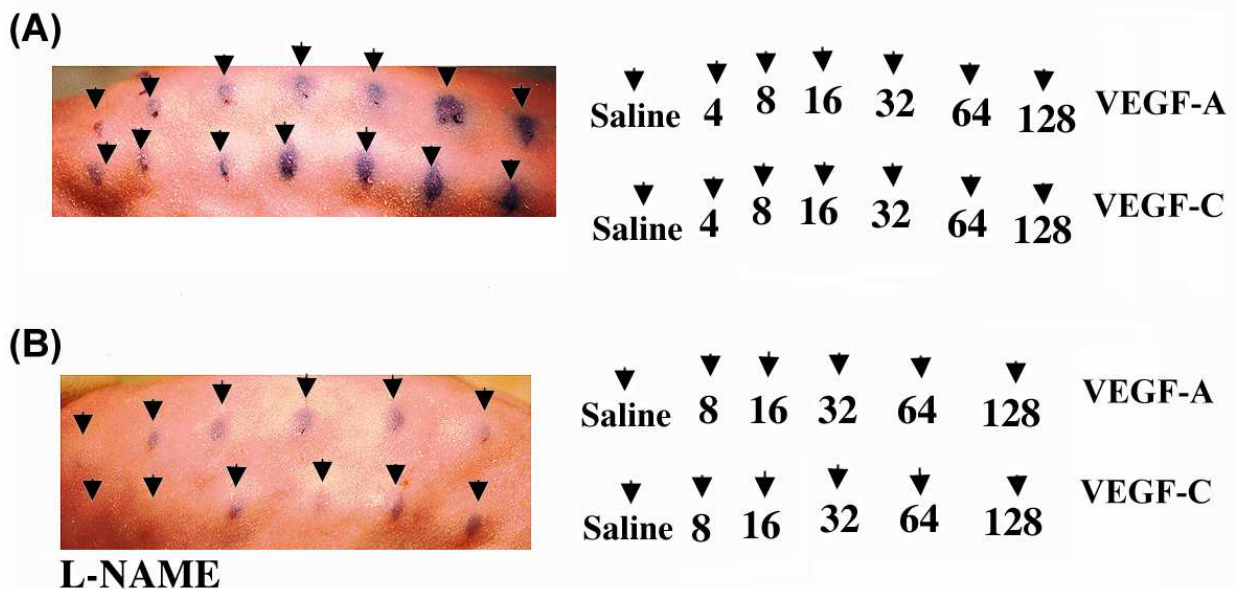 (A)
Saline 4 8 16 32 64 128 VEGF-A
Saline 4 8 16 32 64 128 VEGF-C
(B)
Saline 8 16 32 64 128 VEGF-A
Saline 8 16 32 64 128 VEGF-C
L-NAME